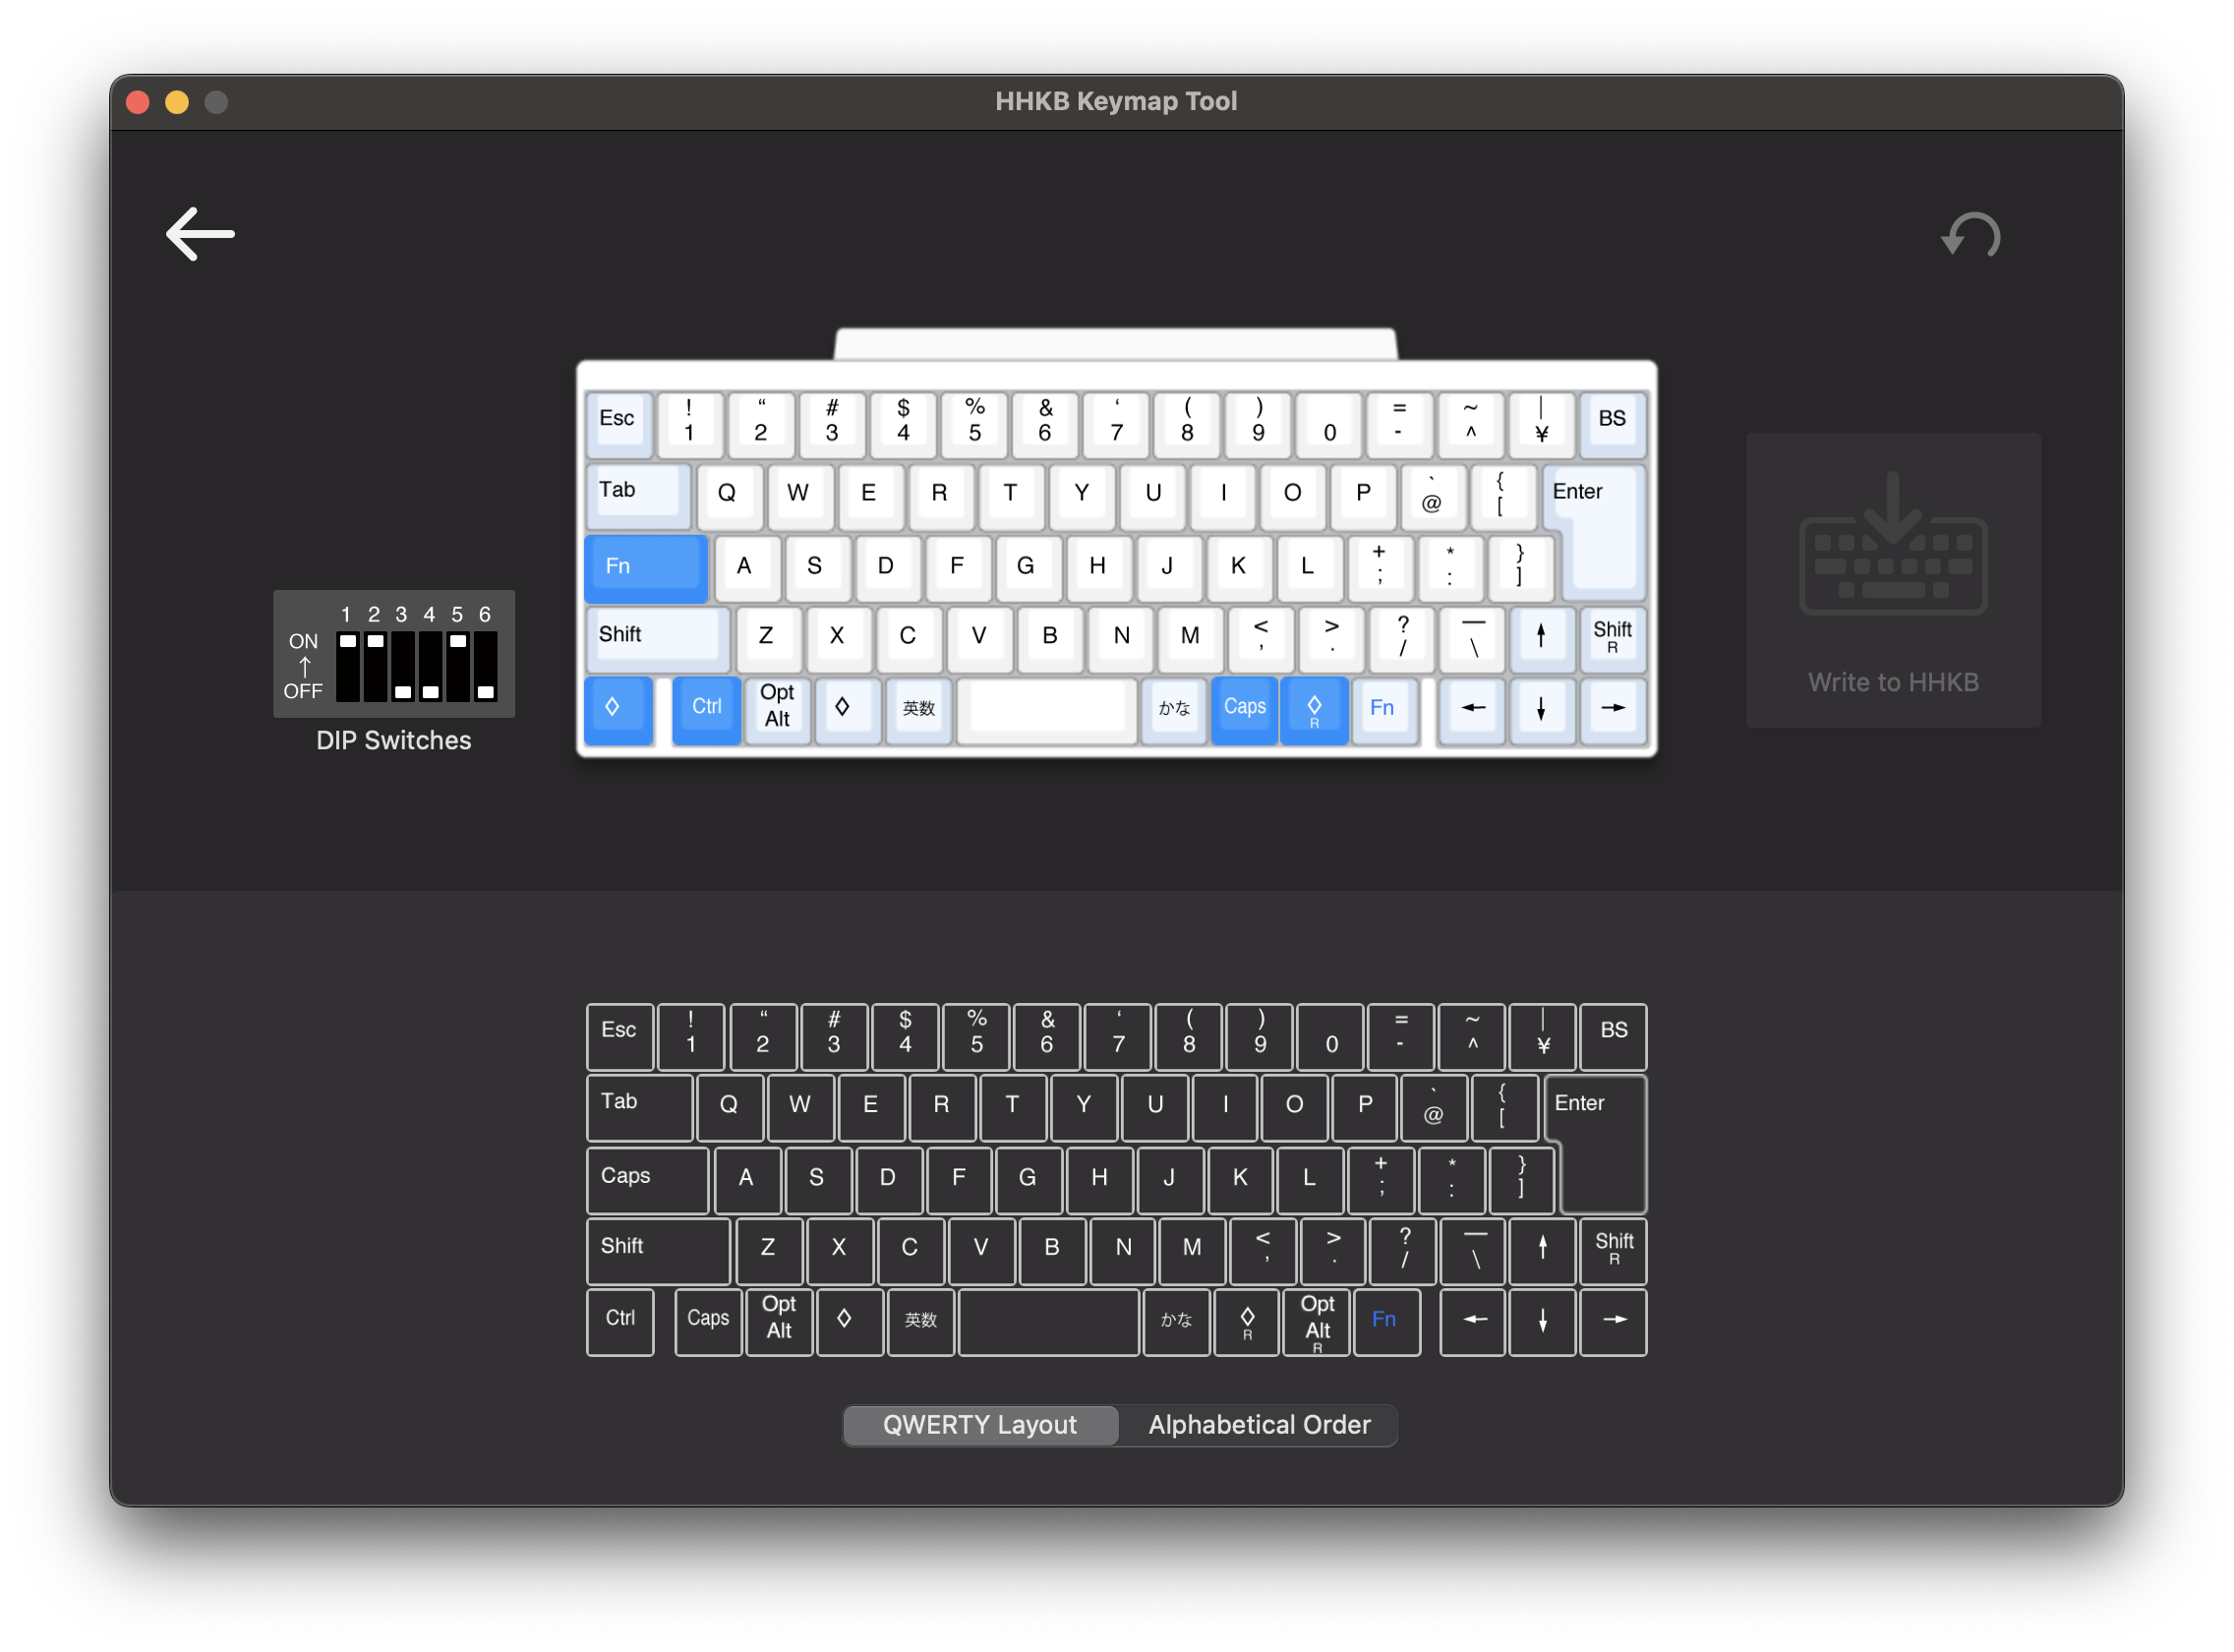 HHKB Keymap Tool
Esc ! 1 “ 2 # 3 $ 4 % 5 & 6 ‘ 7 ( 8 ) 9 0 = - ~ ^ | ¥ BS
Tab Q W E R T Y U I O P ` @ { [ Enter
Fn A S D F G H J K L + ; * : } ]
Shift Z X C V B N M < , > . ? / _ \ ↑ Shift R
◇ Ctrl Opt Alt ◇ 英数 かな Caps ◇ R Fn ← ↓ →
1 2 3 4 5 6
ON
↑
OFF
DIP Switches
Write to HHKB
Esc ! 1 “ 2 # 3 $ 4 % 5 & 6 ‘ 7 ( 8 ) 9 0 = - ~ ^ | ¥ BS
Tab Q W E R T Y U I O P ` @ { [ Enter
Caps A S D F G H J K L + ; * : } ]
Shift Z X C V B N M < , > . ? / _ \ ↑ Shift R
Ctrl Caps Opt Alt ◇ 英数 かな ◇ R Opt Alt R Fn ← ↓ →
QWERTY Layout Alphabetical Order